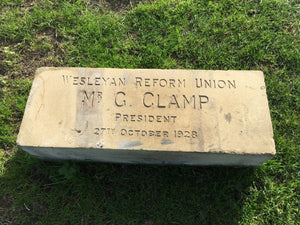 WESLEYAN REFORM UNION
MR G. CLAMP
PRESIDENT
27TH OCTOBER 1928